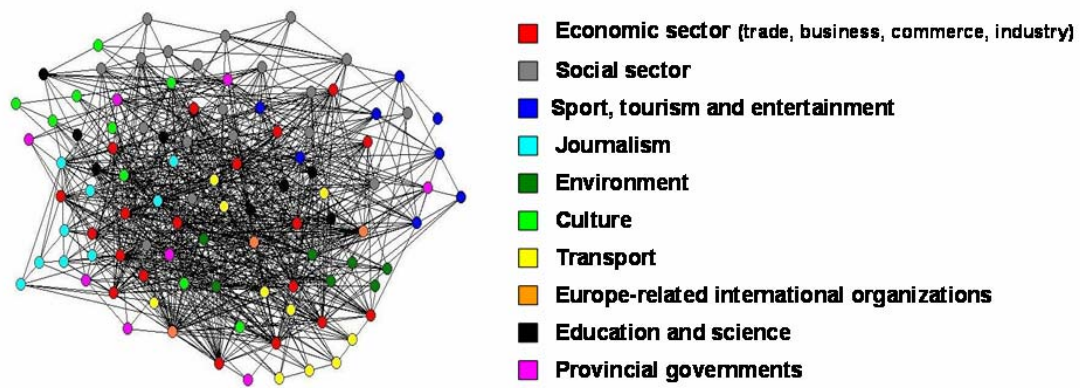 Economic sector (trade, business, commerce, industry)
Social sector
Sport, tourism and entertainment
Journalism
Environment
Culture
Transport
Europe-related international organizations
Education and science
Provincial governments